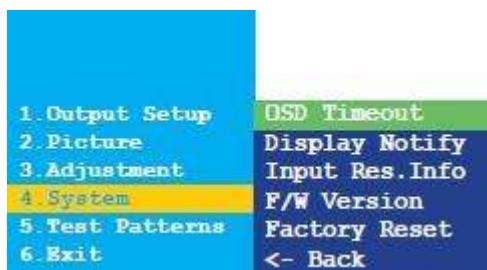 1.Output Setup
2.Picture
3.Adjustment
4.System
5.Test Patterns
6.Exit
OSD Timeout
Display Notify
Input Res.Info
F/W Version
Factory Reset
<- Back